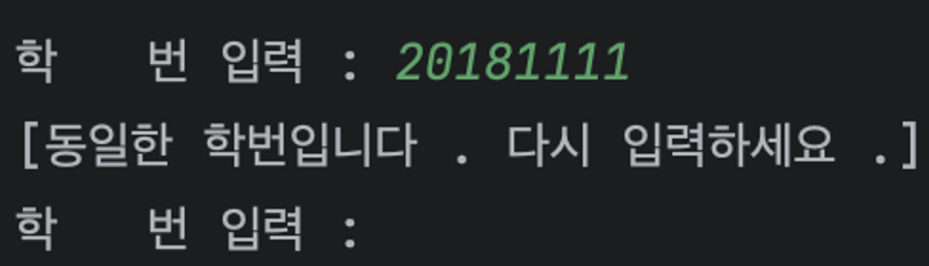 학   번 입력 : 20181111
[동일한 학번입니다 . 다시 입력하세요 .]
학   번 입력 :